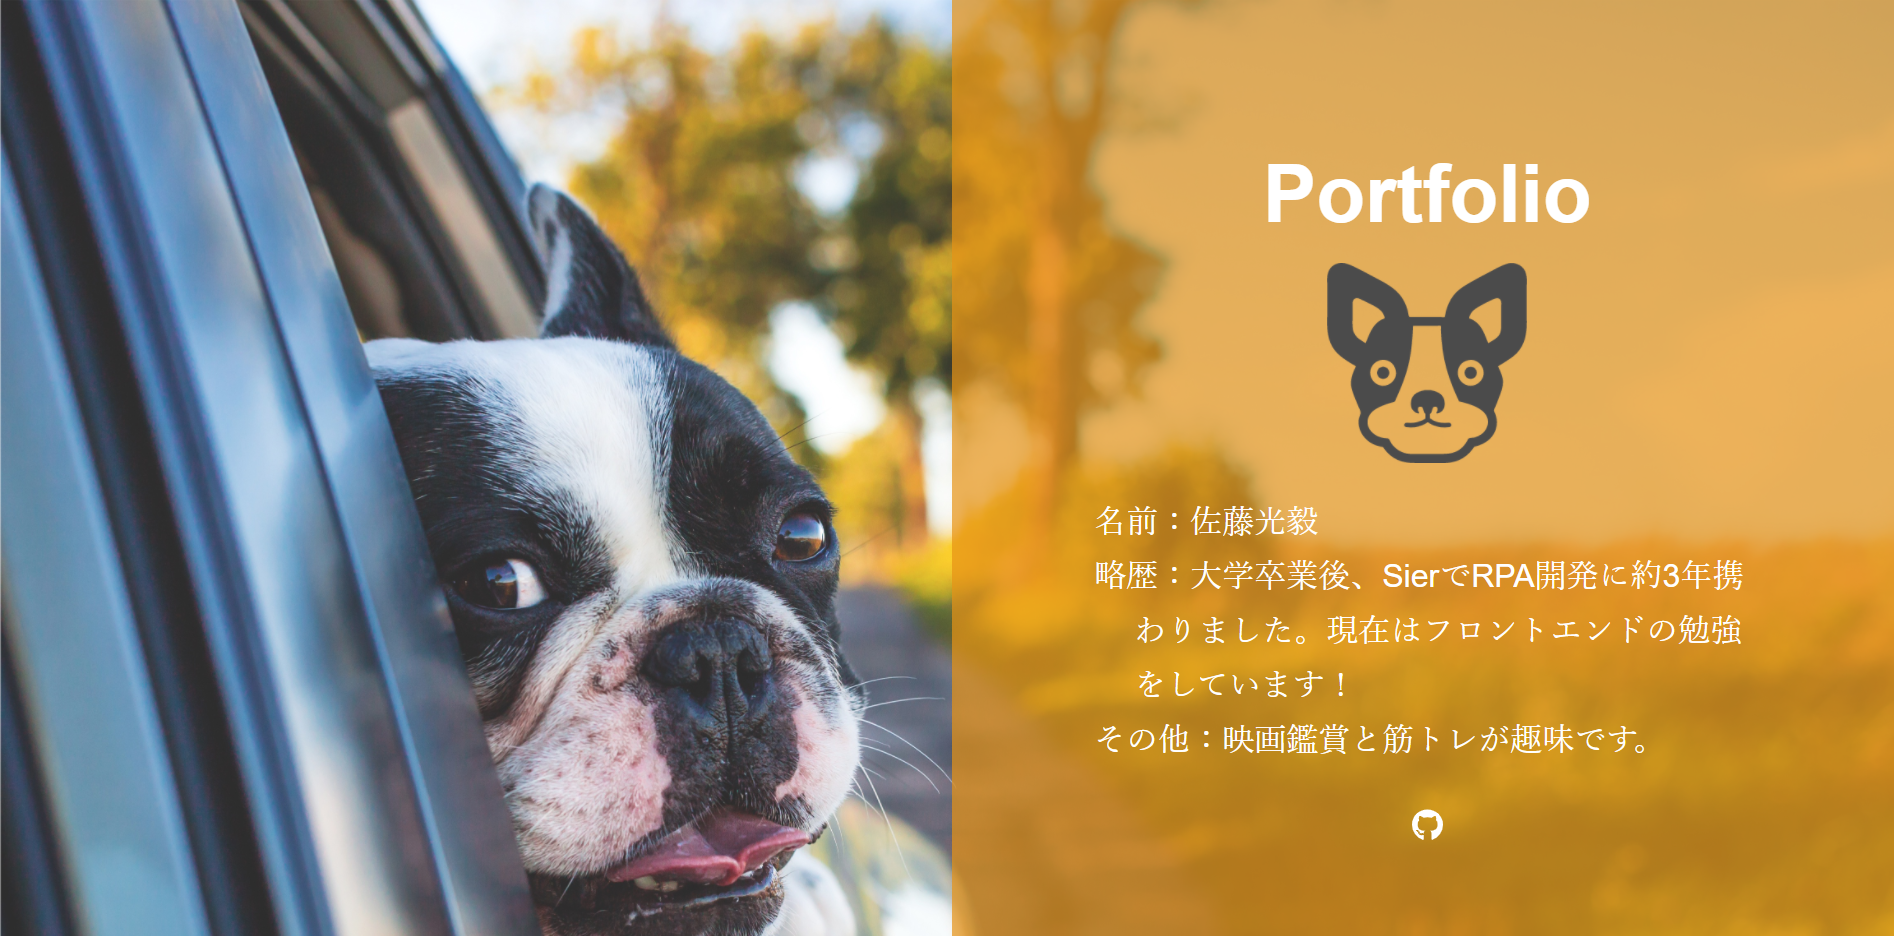 Portfolio
名前：佐藤光毅
略歴：大学卒業後、SierでRPA開発に約3年携
わりました。現在はフロントエンドの勉強
をしています！
その他：映画鑑賞と筋トレが趣味です。